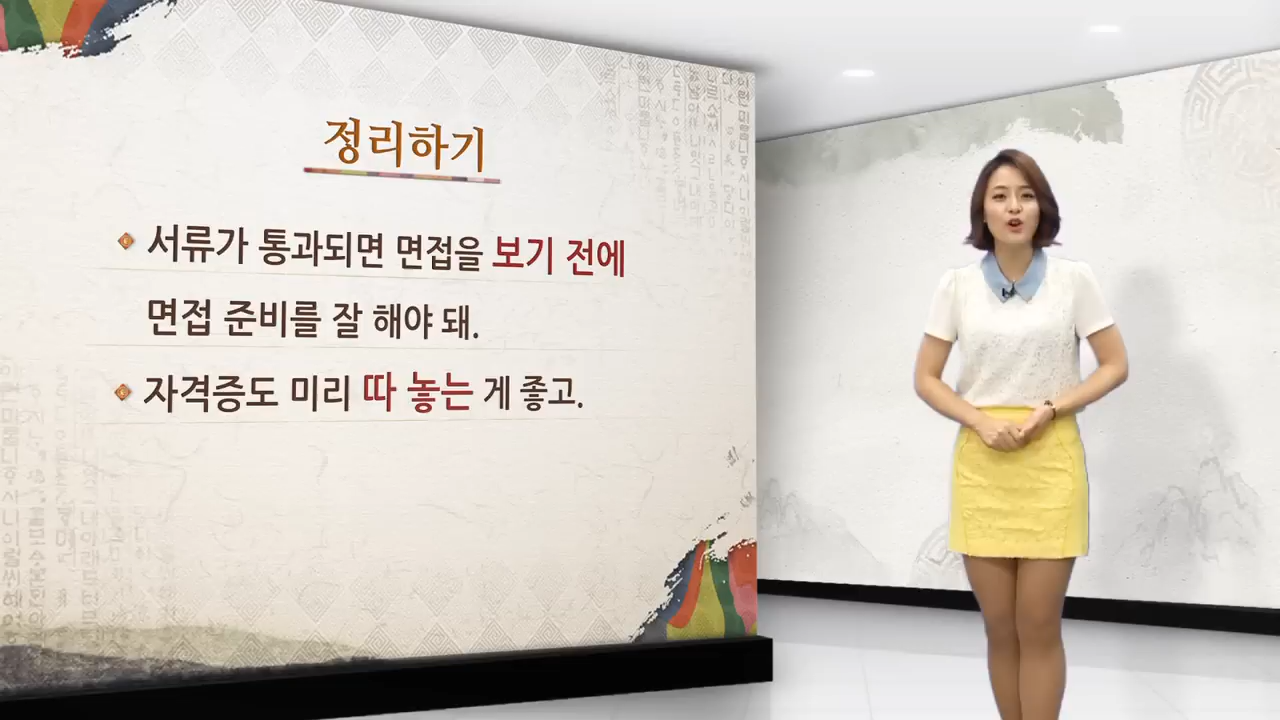 정리하기
서류가 통과되면 면접을 보기 전에
면접 준비를 잘 해야 돼.
자격증도 미리 따 놓는 게 좋고.